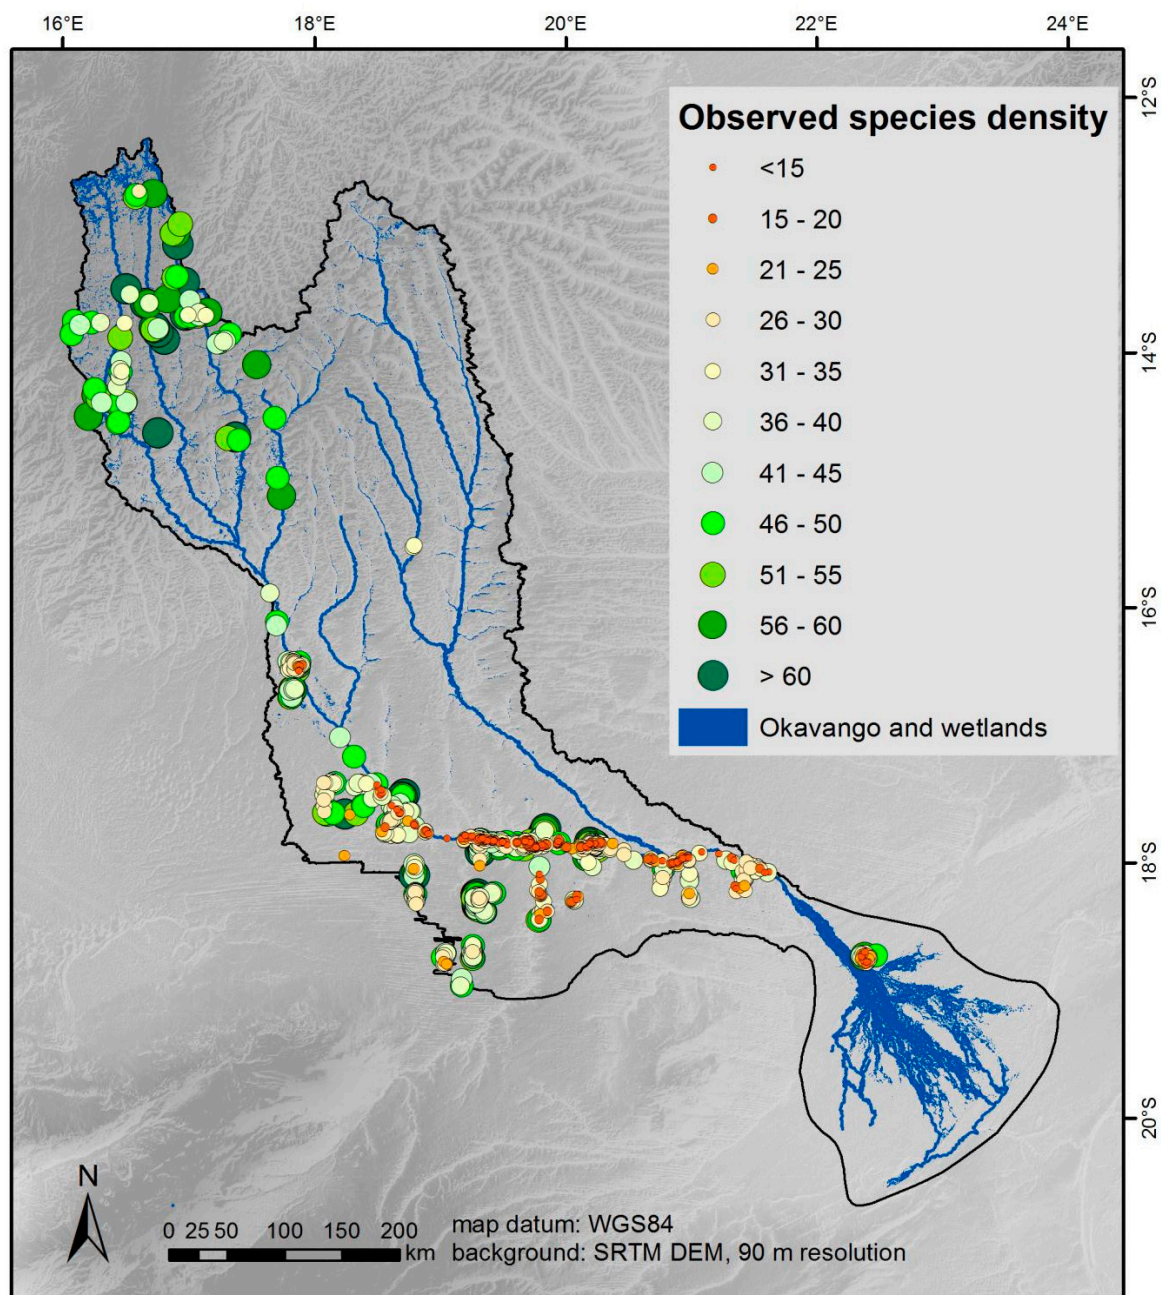 16°E 18°E 20°E 22°E 24°E
12°S
14°S
16°S
18°S
20°S
Observed species density
<15
15 - 20
21 - 25
26 - 30
31 - 35
36 - 40
41 - 45
46 - 50
51 - 55
56 - 60
> 60
Okavango and wetlands
N
0 25 50 100 150 200
km
map datum: WGS84
background: SRTM DEM, 90 m resolution